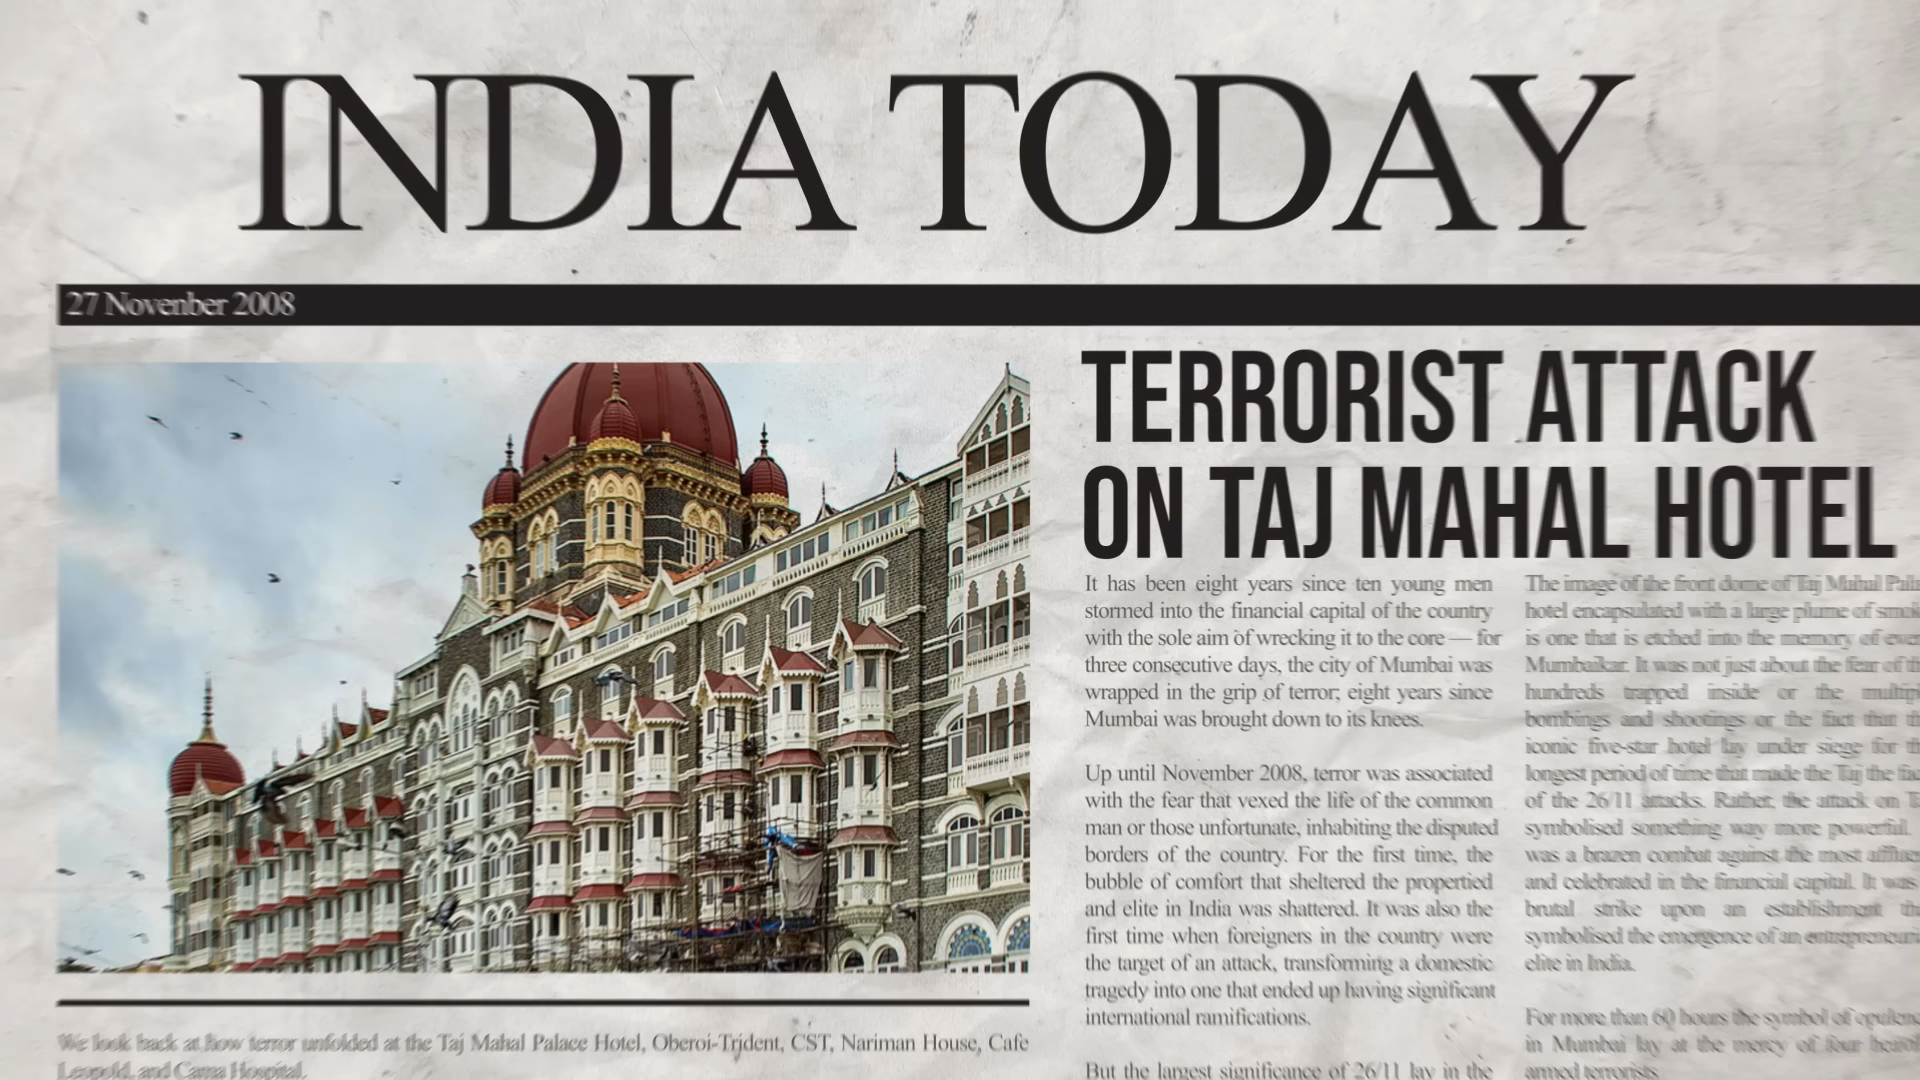 INDIA TODAY
27 Novenber 2008
TERRORIST ATTACK
ON TAJ MAHAL HOTEL
It has been eight years since ten young men
stormed into the financial capital of the country
with the sole aim of wrecking it to the core — for
three consecutive days, the city of Mumbai was
wrapped in the grip of terror; eight years since
Mumbai was brought down to its knees.
Up until November 2008, terror was associated
with the fear that vexed the life of the common
man or those unfortunate, inhabiting the disputed
borders of the country. For the first time, the
bubble of comfort that sheltered the propertied
and elite in India was shattered. It was also the
first time when foreigners in the country were
the target of an attack, transforming a domestic
tragedy into one that ended up having significant
international ramifications.
But the largest significance of 26/11 lay in the
The image of the front dome of Taj Mahal
hotel encapsulated with a large plume of
is one that is etched into the memory of
Mumbaikar. It was not just about the fear of
hundreds trapped inside or the
bombings and shootings or the fact that
iconic five-star hotel lay under siege for
longest period of time that made the Taj the
of the 26/11 attacks. Rather, the attack on
symbolised something way more powerful.
was a brazen combat against the most
and celebrated in the financial capital. It was
brutal strike upon an establishment
symbolised the emergence of an
elite in India.
For more than 60 hours the symbol of
in Mumbai lay at the mercy of four
armed terrorists
We look back at how terror unfolded at the Taj Mahal Palace Hotel, Oberoi-Trident, CST, Nariman House, Cafe
Leopold, and Cama Hospital.